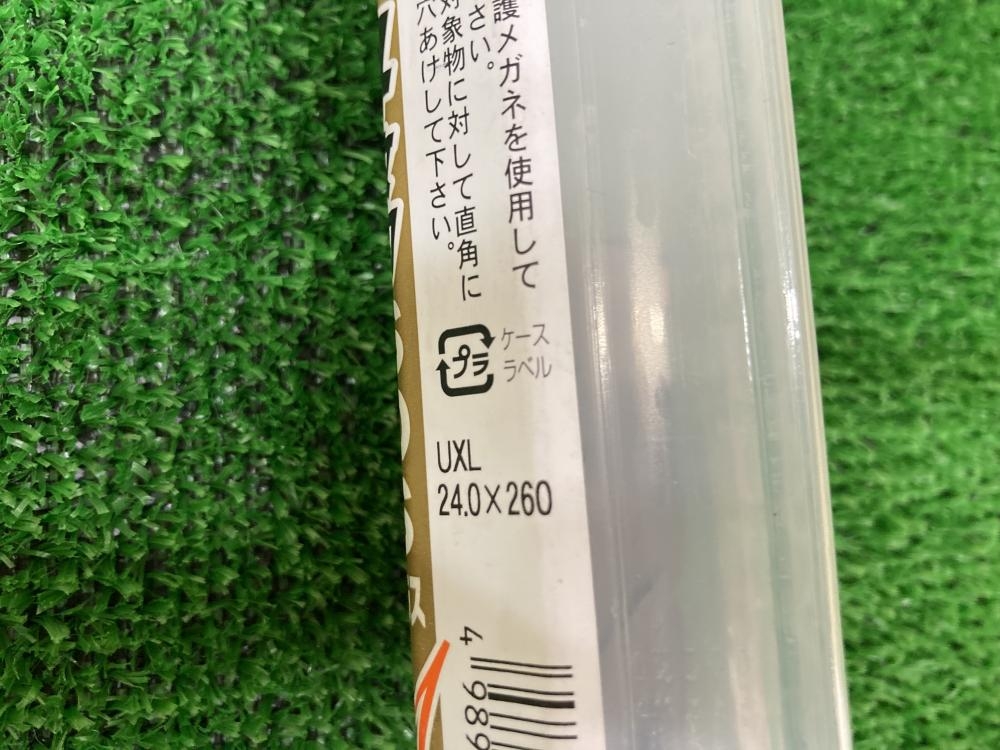 護メガネを使用して
さい。
対象物に対して直角に
穴あけして下さい。
プラ
ケース
ラベル
UXL
24.0×260
ス
4 989